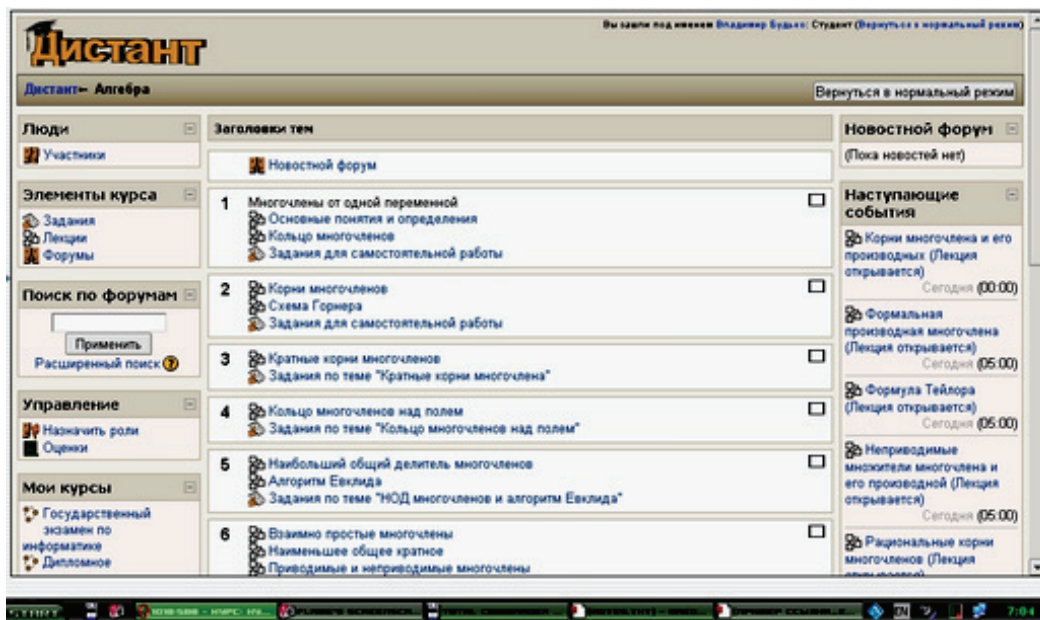 Дистант
Вы зашли под именем Владимир Будько: Студент (Вернуться в нормальный режим)
Дистант► Алгебра
Вернуться в нормальный режим
Люди
Участники
Элементы курса
Задания
Лекции
Форумы
Поиск по форумам
Применить
Расширенный поиск
Управление
Назначить роли
Оценки
Мои курсы
Государственный
экзамен по
информатике
Дипломное
Заголовки тем
Новостной форум
1 Многочлены от одной переменной
Основные понятия и определения
Кольцо многочленов
Задания для самостоятельной работы
2 Корни многочленов
Схема Горнера
Задания для самостоятельной работы
3 Кратные корни многочленов
Задания по теме "Кратные корни многочлена"
4 Кольцо многочленов над полем
Задания по теме "Кольцо многочленов над полем"
5 Наибольший общий делитель многочленов
Алгоритм Евклида
Задания по теме "НОД многочленов и алгоритм Евклида"
6 Взаимно простые многочлены
Наименьшее общее кратное
Приводимые и неприводимые многочлены
Новостной форум
(Пока новостей нет)
Наступающие
события
Корни многочлена и его
производных (Лекция
открывается)
Сегодня (00:00)
Формальная
производная многочлена
(Лекция открывается)
Сегодня (05:00)
Формула Тейлора
(Лекция открывается)
Сегодня (05:00)
Неприводимые
множители многочлена и
его производной (Лекция
открывается)
Сегодня (05:00)
Рациональные корни
многочленов (Лекция
START
EN
7:04